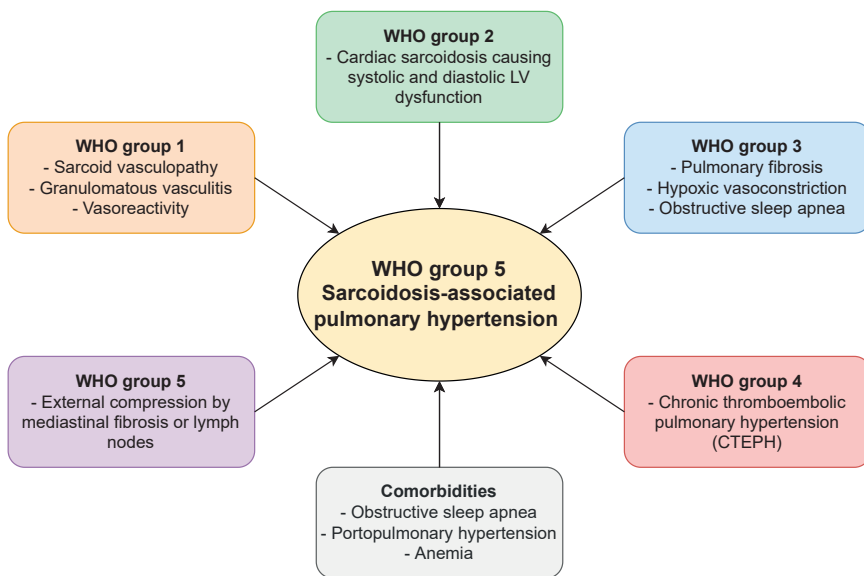 WHO group 2
- Cardiac sarcoidosis causing
systolic and diastolic LV
dysfunction
WHO group 1
- Sarcoid vasculopathy
- Granulomatous vasculitis
- Vasoreactivity
WHO group 3
- Pulmonary fibrosis
- Hypoxic vasoconstriction
- Obstructive sleep apnea
WHO group 5
Sarcoidosis-associated
pulmonary hypertension
WHO group 5
- External compression by
mediastinal fibrosis or lymph
nodes
WHO group 4
- Chronic thromboembolic
pulmonary hypertension
(CTEPH)
Comorbidities
- Obstructive sleep apnea
- Portopulmonary hypertension
- Anemia